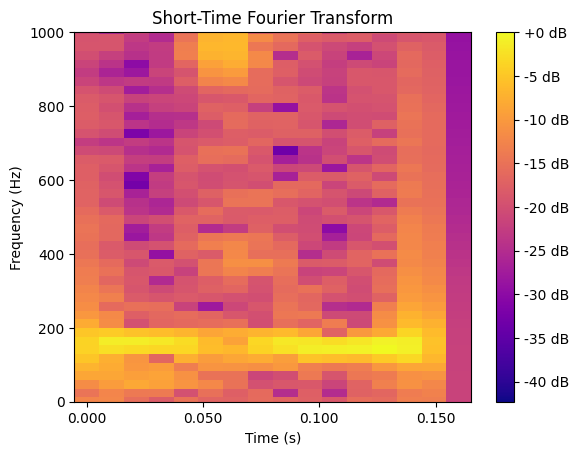 Short-Time Fourier Transform
1000
800
600
400
200
0
Frequency (Hz)
0.000
0.050
0.100
0.150
Time (s)
+0 dB
-5 dB
-10 dB
-15 dB
-20 dB
-25 dB
-30 dB
-35 dB
-40 dB